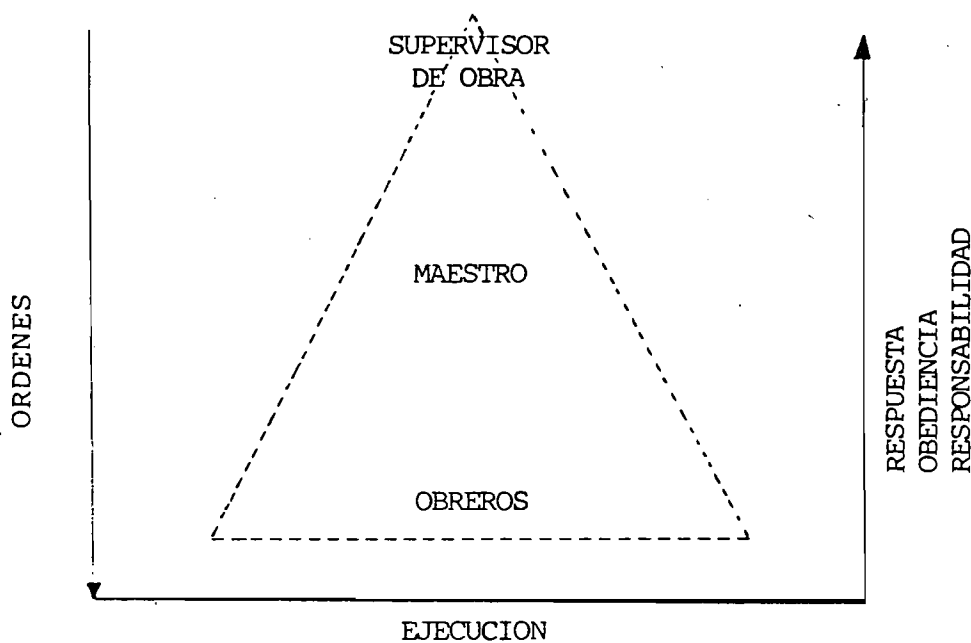 SUPERVISOR
DE OBRA
MAESTRO
OBREROS
ORDENES
RESPUESTA
OBEDIENCIA
RESPONSABILIDAD
EJECUCION